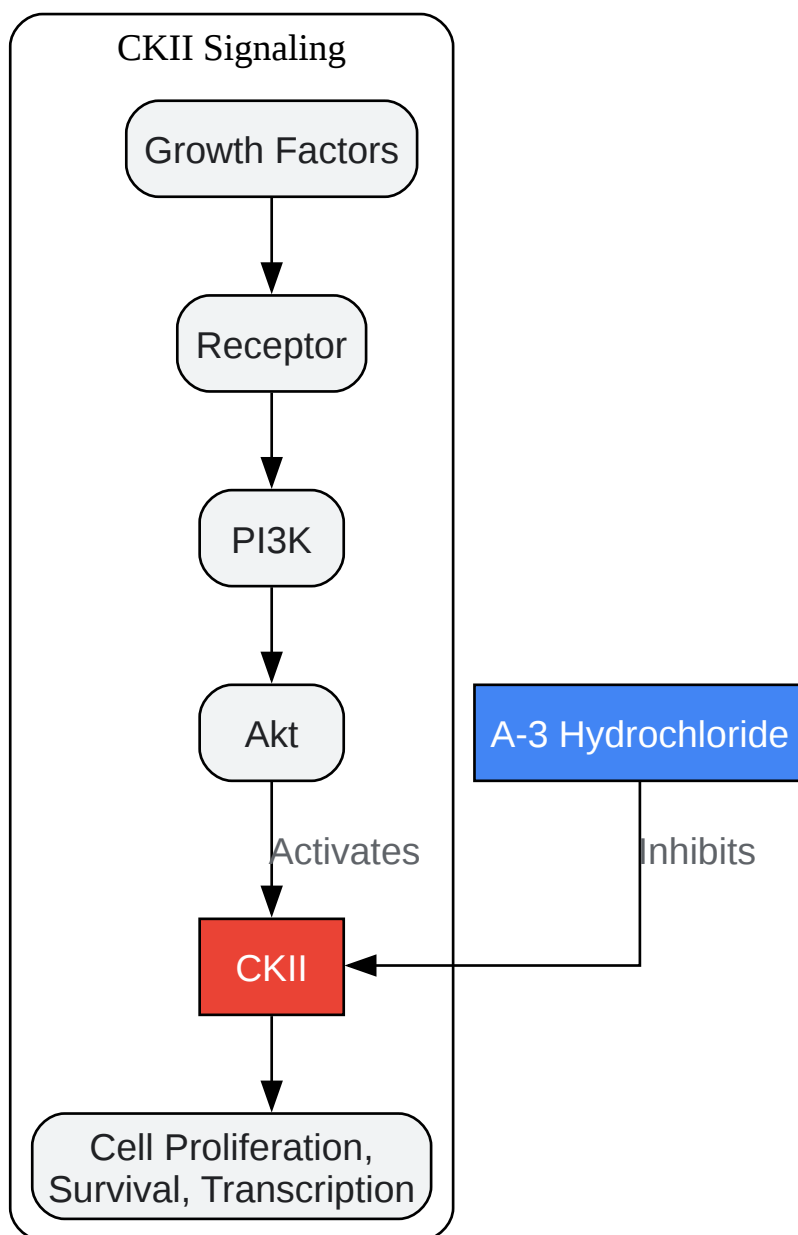 CKII Signaling
Growth Factors
Receptor
PI3K
Akt
A-3 Hydrochloride
Activates
Inhibits
CKII
Cell Proliferation,
Survival, Transcription